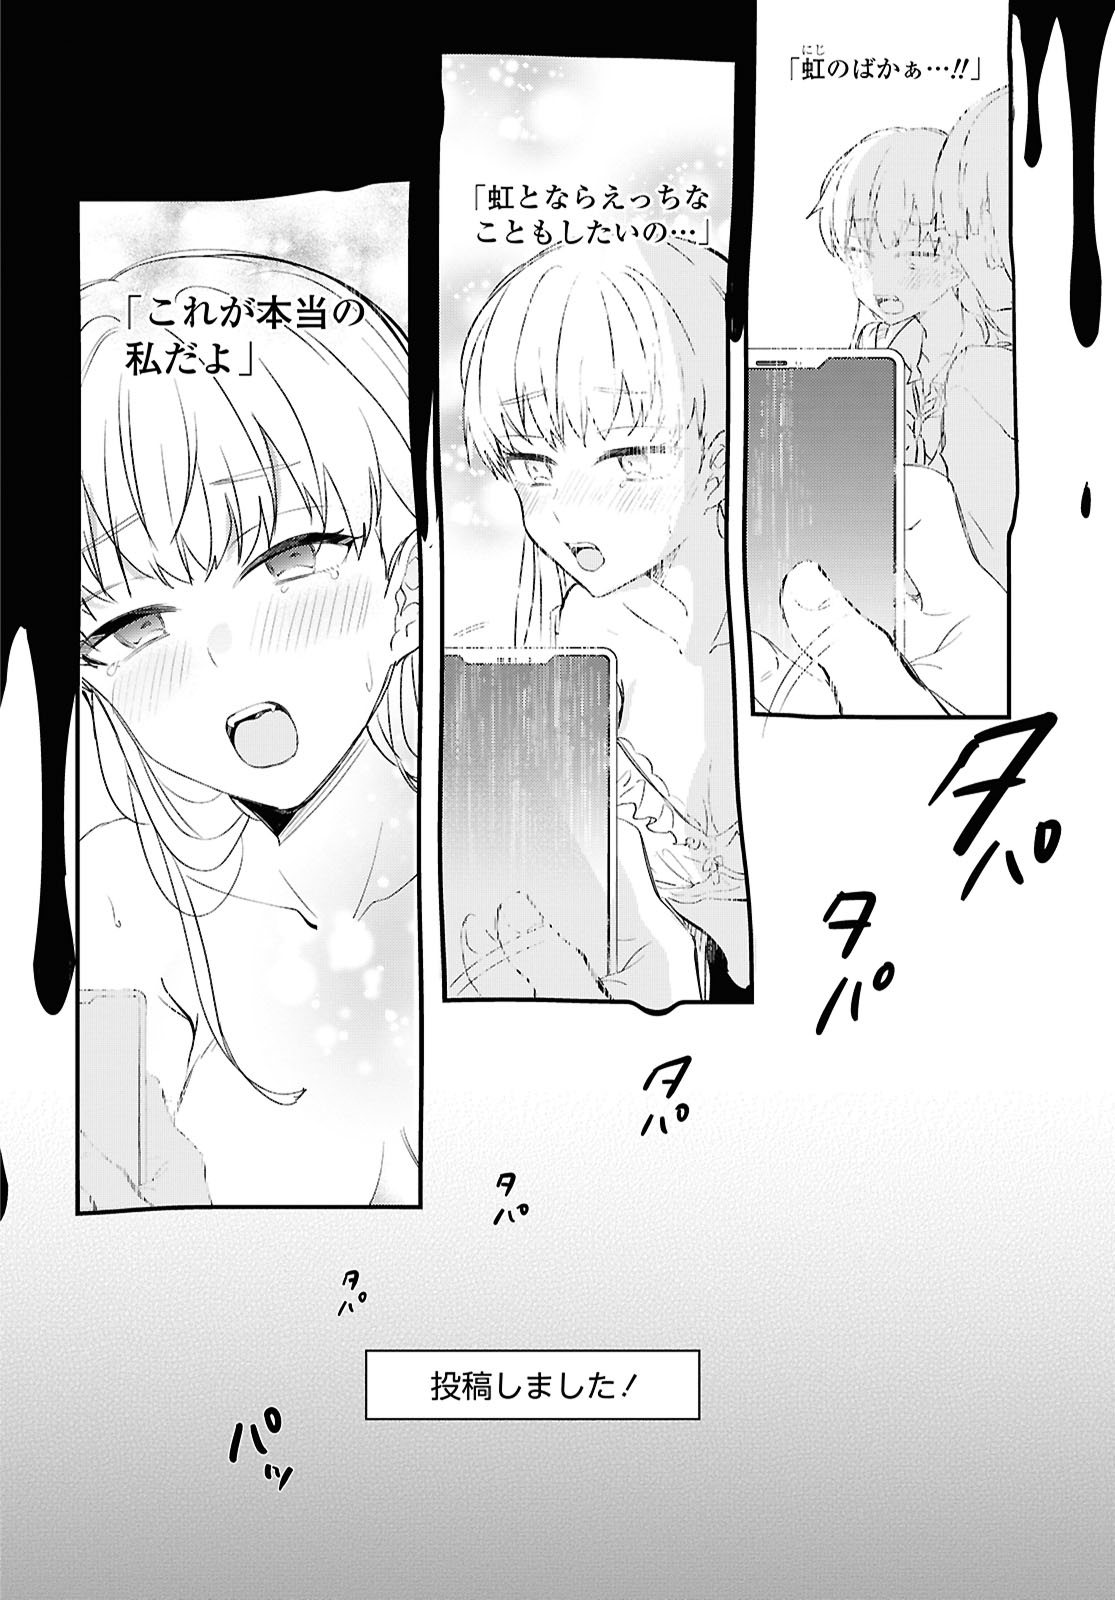 「虹のばかぁ…!!」
にじ
「虹とならえっちな
こともしたいの…」
「これが本当の
私だよ」
タパ
タパ
タパ
タパ
タパ
投稿しました!
パッ